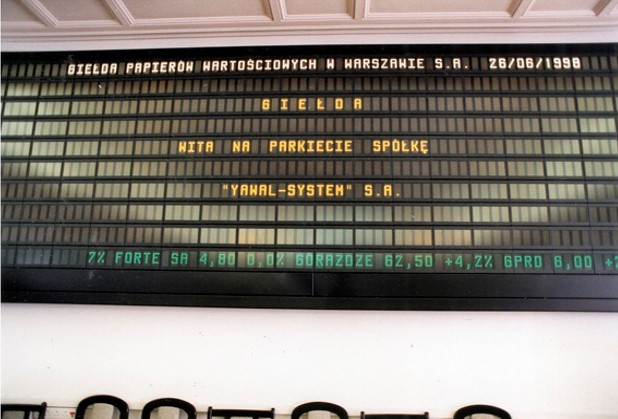 GIEŁDA PAPIERÓW WARTOŚCIOWYCH W WARSZAWIE S.A. 26/06/1998
GIEŁDA
WITA NA PARKIECIE SPÓŁKĘ
"YAWAL-SYSTEM" S.A.
7% FORTE SA 4,80 0,0% GORAZDZE 62,50 +4,2% GPRD 6,00